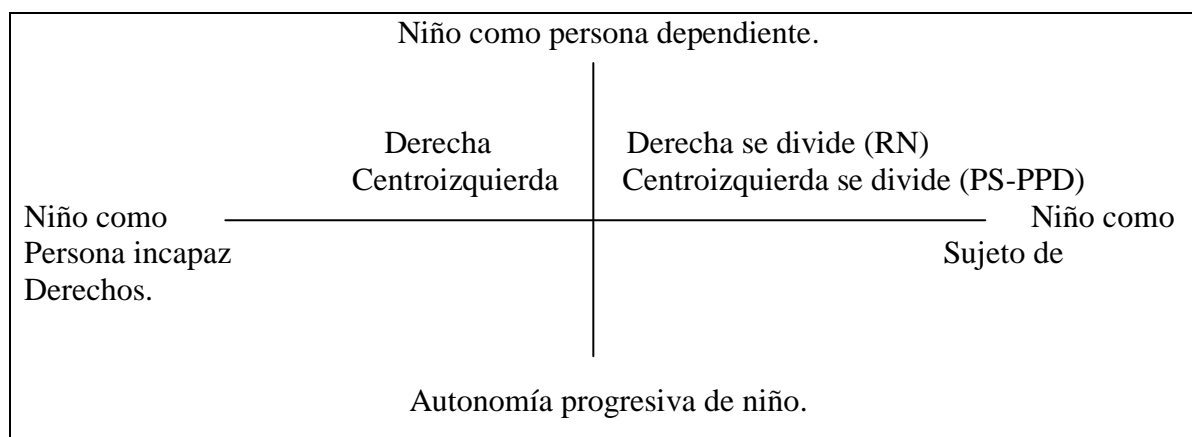 Niño como persona dependiente.
Derecha Derecha se divide (RN)
Centroizquierda Centroizquierda se divide (PS-PPD)
Niño como Niño como
Persona incapaz Sujeto de
Derechos.
Autonomía progresiva de niño.